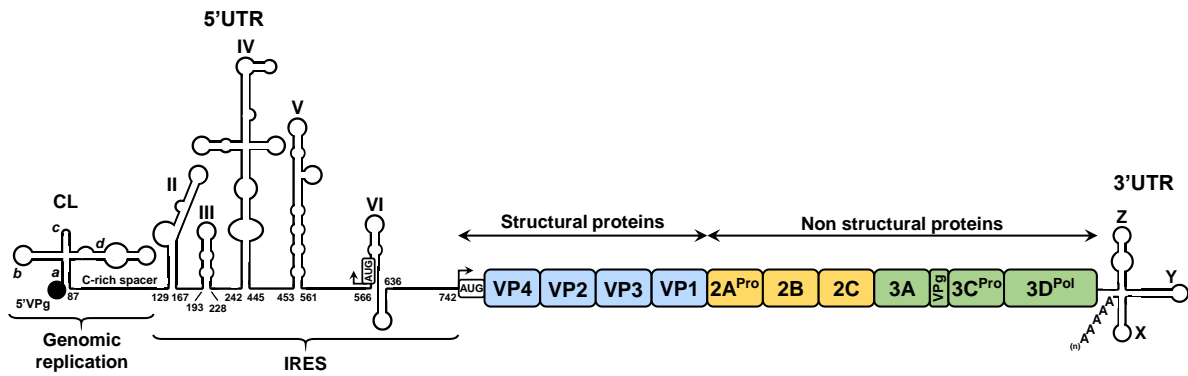 5'UTR
IV
V
II
III
VI
CL
c
d
b
a
C-rich spacer
5'VPg
87
129 167
193
228
242 445
453 561
566
636
742
AUG
Genomic
replication
IRES
Structural proteins
Non structural proteins
AUG
VP4
VP2
VP3
VP1
2APro
2B
2C
3A
VPg
3CPro
3DPol
3'UTR
Z
Y
X
AAAAA
(n)